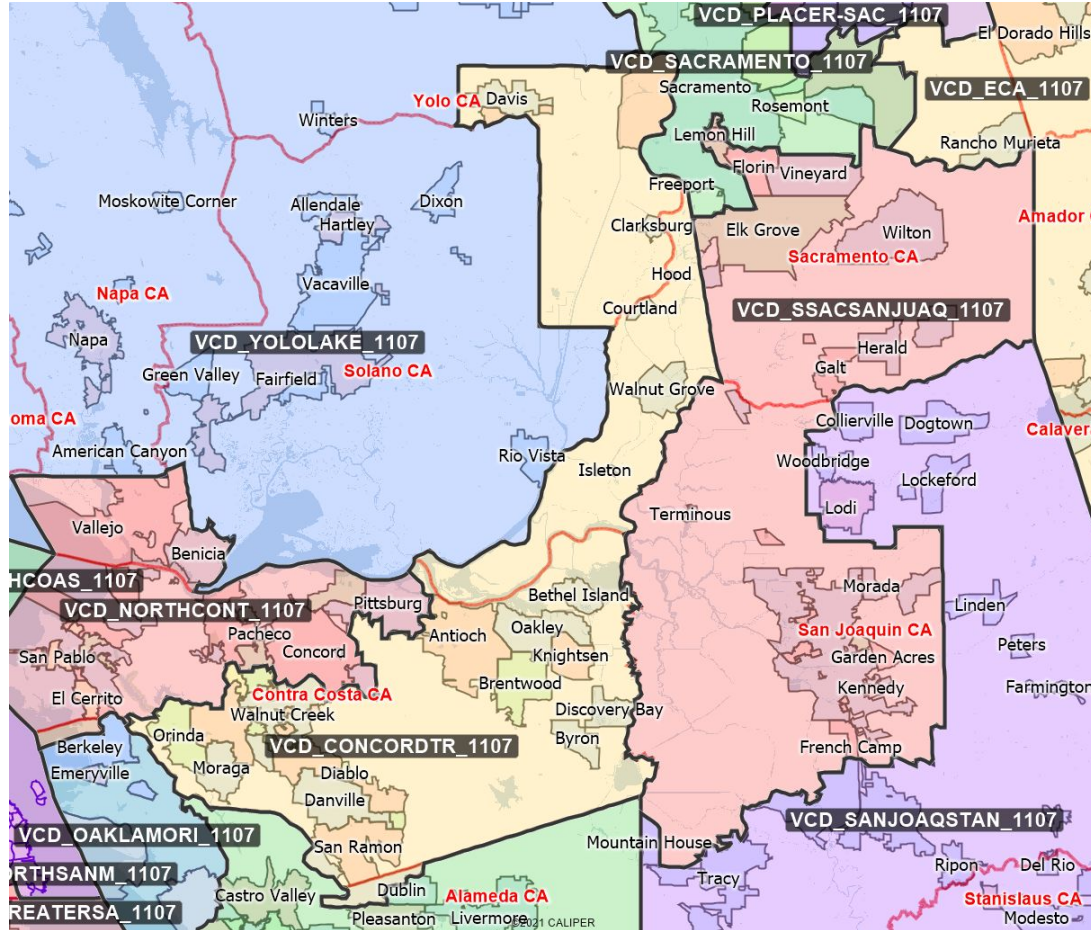 VCD_PLACER-SAC_1107
El Dorado Hills
VCD_SACRAMENTO_1107
Sacramento
VCD_ECA_1107
Yolo CA
Davis
Rosemont
Winters
Lemon Hill
Rancho Murieta
Florin
Vineyard
Moskowite Corner
Allendale
Dixon
Freeport
Hartley
Clarksburg
Elk Grove
Wilton
Amador
Sacramento CA
Hood
Vacaville
Napa CA
Courtland
VCD_SSACSANJUAQ_1107
Napa
VCD_YOLOLAKE_1107
Herald
Green Valley
Fairfield
Solano CA
Galt
Walnut Grove
oma CA
Collierville
Dogtown
Calavera
American Canyon
Rio Vista
Isleton
Woodbridge
Lockeford
Lodi
Terminous
Vallejo
Benicia
HCOAS_1107
Morada
Bethel Island
VCD_NORTHCONT_1107
Pittsburg
Linden
Oakley
Pacheco
Antioch
San Joaquin CA
Concord
Peters
San Pablo
Knightsen
Garden Acres
Brentwood
Kennedy
Farmington
El Cerrito
Contra Costa CA
Walnut Creek
Discovery Bay
Orinda
Byron
Berkeley
VCD_CONCORDTR_1107
French Camp
Emeryville
Moraga
Diablo
Danville
VCD_SANJOAQSTAN_1107
VCD_OAKLAMORI_1107
Mountain House
San Ramon
Ripon
Del Rio
ORTHSANM_1107
Tracy
Castro Valley
Dublin
Alameda CA
Stanislaus CA
REATERSA_1107
Pleasanton
Livermore
©2021 CALIPER
Modesto